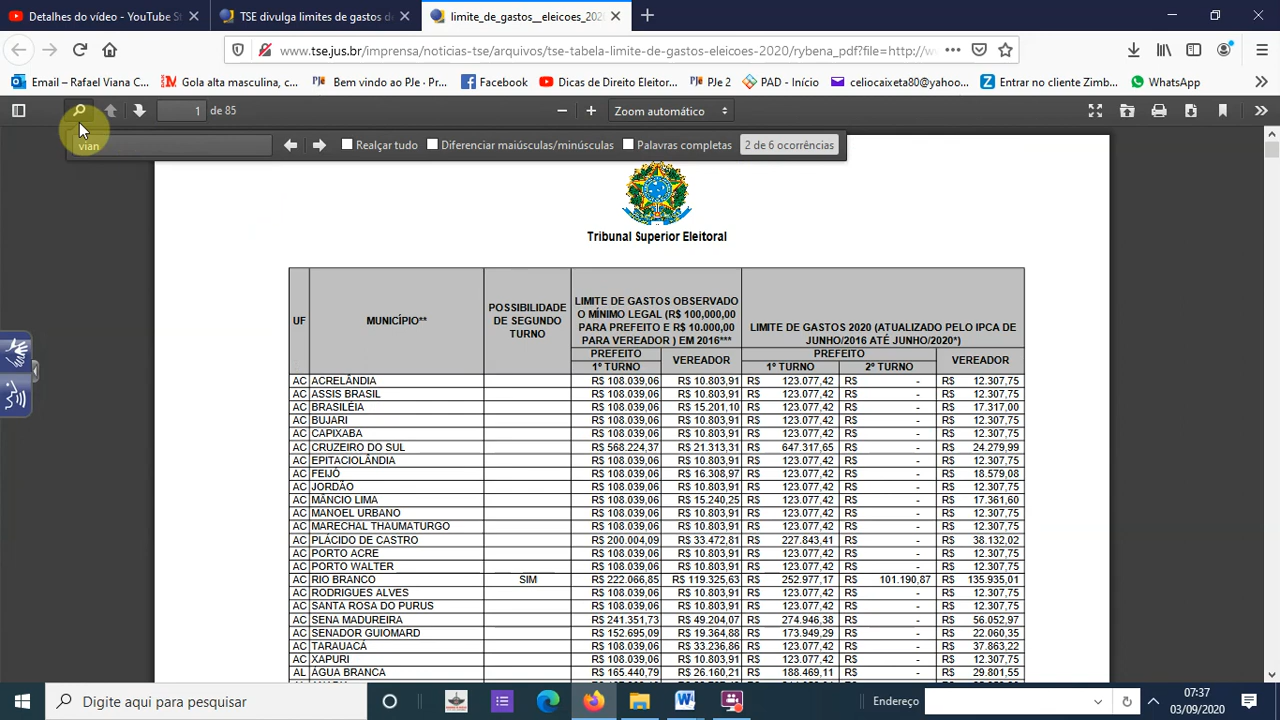 Detalhes do vídeo - YouTube St
TSE divulga limites de gastos d
limite_de_gastos__eleicoes_202
www.tse.jus.br/imprensa/noticias-tse/arquivos/tse-tabela-limite-de-gastos-eleicoes-2020/rybena_pdf?file=http://w
Email – Rafael Viana C...
Gola alta masculina, c...
Bem vindo ao PJe - Pr...
Facebook
Dicas de Direito Eleitor...
PJe 2
PAD - Início
celiocaixeta80@yahoo...
Entrar no cliente Zimb...
WhatsApp
1 de 85
Zoom automático
vian
Realçar tudo
Diferenciar maiúsculas/minúsculas
Palavras completas
2 de 6 ocorrências
Tribunal Superior Eleitoral
UF
MUNICÍPIO**
POSSIBILIDADE
DE SEGUNDO
TURNO
LIMITE DE GASTOS OBSERVADO
O MÍNIMO LEGAL (R$ 100,000,00
PARA PREFEITO E R$ 10.000,00
PARA VEREADOR ) EM 2016***
PREFEITO
1º TURNO
VEREADOR
LIMITE DE GASTOS 2020 (ATUALIZADO PELO IPCA DE
JUNHO/2016 ATÉ JUNHO/2020*)
PREFEITO
1º TURNO 2º TURNO
VEREADOR
AC ACRELÂNDIA R$ 108.039,06 R$ 10.803,91 R$ 123.077,42 R$ - R$ 12.307,75
AC ASSIS BRASIL R$ 108.039,06 R$ 10.803,91 R$ 123.077,42 R$ - R$ 12.307,75
AC BRASILÉIA R$ 108.039,06 R$ 15.201,10 R$ 123.077,42 R$ - R$ 17.317,00
AC BUJARI R$ 108.039,06 R$ 10.803,91 R$ 123.077,42 R$ - R$ 12.307,75
AC CAPIXABA R$ 108.039,06 R$ 10.803,91 R$ 123.077,42 R$ - R$ 12.307,75
AC CRUZEIRO DO SUL R$ 568.224,37 R$ 21.313,31 R$ 647.317,65 R$ - R$ 24.279,99
AC EPITACIOLÂNDIA R$ 108.039,06 R$ 10.803,91 R$ 123.077,42 R$ - R$ 12.307,75
AC FEIJÓ R$ 108.039,06 R$ 16.308,97 R$ 123.077,42 R$ - R$ 18.579,08
AC JORDÃO R$ 108.039,06 R$ 10.803,91 R$ 123.077,42 R$ - R$ 12.307,75
AC MÂNCIO LIMA R$ 108.039,06 R$ 15.240,25 R$ 123.077,42 R$ - R$ 17.361,60
AC MANOEL URBANO R$ 108.039,06 R$ 10.803,91 R$ 123.077,42 R$ - R$ 12.307,75
AC MARECHAL THAUMATURGO R$ 108.039,06 R$ 10.803,91 R$ 123.077,42 R$ - R$ 12.307,75
AC PLÁCIDO DE CASTRO R$ 200.004,09 R$ 33.472,81 R$ 227.843,41 R$ - R$ 38.132,02
AC PORTO ACRE R$ 108.039,06 R$ 10.803,91 R$ 123.077,42 R$ - R$ 12.307,75
AC PORTO WALTER R$ 108.039,06 R$ 10.803,91 R$ 123.077,42 R$ - R$ 12.307,75
AC RIO BRANCO SIM R$ 222.066,85 R$ 119.325,63 R$ 252.977,17 R$ 101.190,87 R$ 135.935,01
AC RODRIGUES ALVES R$ 108.039,06 R$ 10.803,91 R$ 123.077,42 R$ - R$ 12.307,75
AC SANTA ROSA DO PURUS R$ 108.039,06 R$ 10.803,91 R$ 123.077,42 R$ - R$ 12.307,75
AC SENA MADUREIRA R$ 241.351,73 R$ 49.204,07 R$ 274.946,38 R$ - R$ 56.052,97
AC SENADOR GUIOMARD R$ 152.695,09 R$ 19.364,88 R$ 173.949,29 R$ - R$ 22.060,35
AC TARAUACÁ R$ 108.039,06 R$ 33.236,86 R$ 123.077,42 R$ - R$ 37.863,22
AC XAPURI R$ 108.039,06 R$ 10.803,91 R$ 123.077,42 R$ - R$ 12.307,75
AL ÁGUA BRANCA R$ 165.440,79 R$ 26.160,21 R$ 188.469,11 R$ - R$ 29.801,55
Digite aqui para pesquisar
Endereço
07:37
03/09/2020